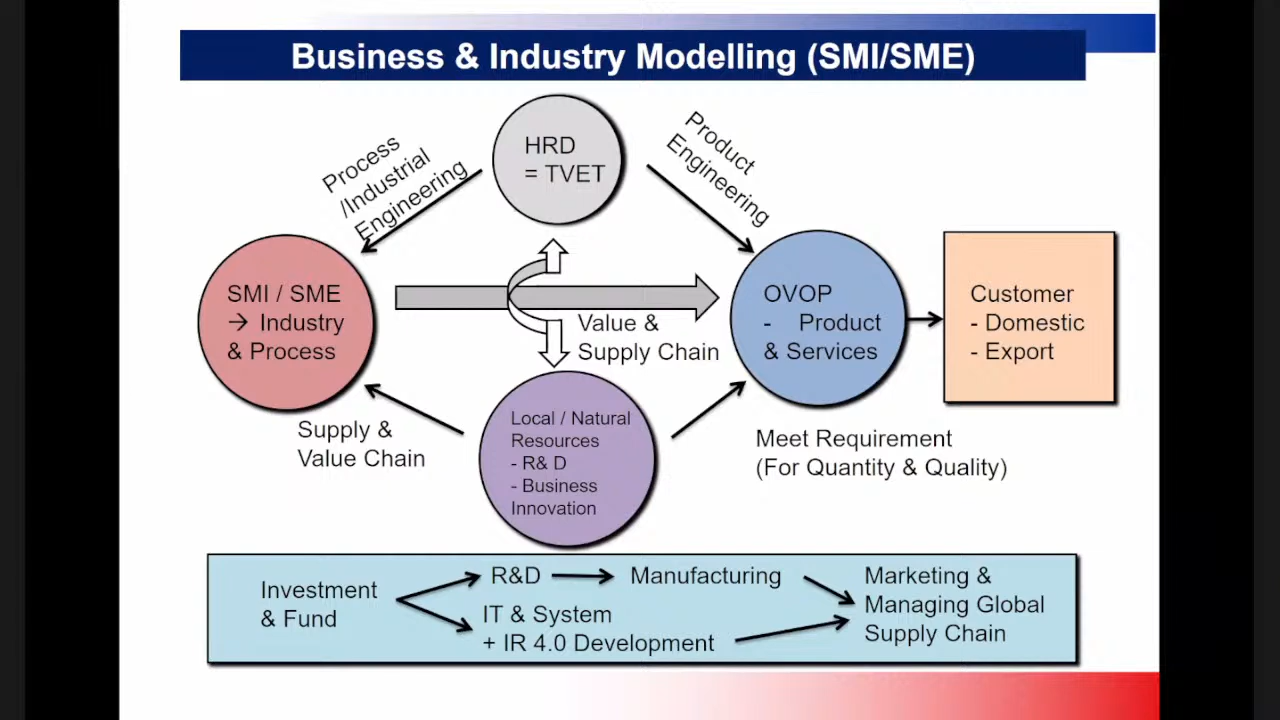 Business & Industry Modelling (SMI/SME)
HRD
= TVET
Process
/Industrial
Engineering
Product
Engineering
SMI / SME
→ Industry
& Process
Value &
Supply Chain
OVOP
- Product
& Services
Customer
- Domestic
- Export
Supply &
Value Chain
Local / Natural
Resources
- R& D
- Business
Innovation
Meet Requirement
(For Quantity & Quality)
Investment
& Fund
R&D
Manufacturing
IT & System
+ IR 4.0 Development
Marketing &
Managing Global
Supply Chain